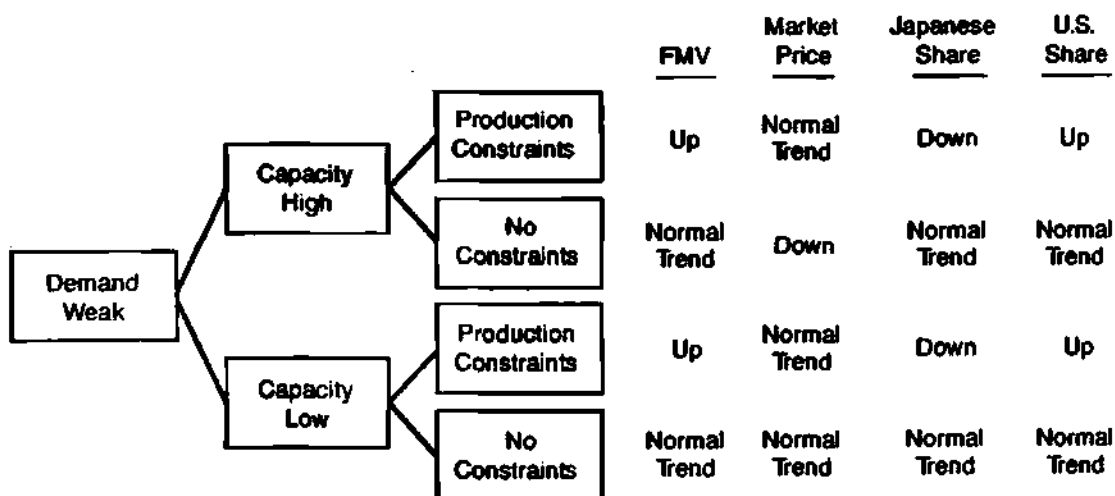 FMV Market Price Japanese Share U.S. Share
Capacity High
Production Constraints Up Normal Trend Down Up
No Constraints Normal Trend Down Normal Trend Normal Trend
Demand Weak
Capacity Low
Production Constraints Up Normal Trend Down Up
No Constraints Normal Trend Normal Trend Normal Trend Normal Trend